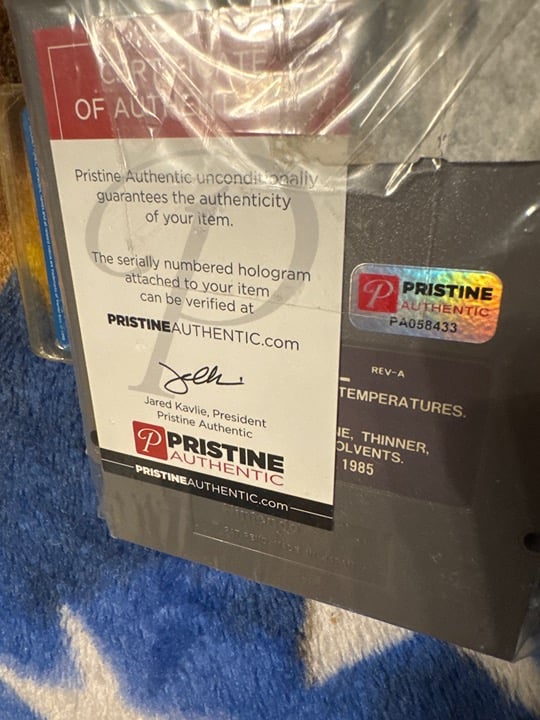 CERTIFICATE
OF AUTHENTICITY
Pristine Authentic unconditionally
guarantees the authenticity
of your item.
The serially numbered hologram
attached to your item
can be verified at
PRISTINEAUTHENTIC.com
Jared Kavlie, President
Pristine Authentic
P PRISTINE
AUTHENTIC
PRISTINEAUTHENTIC.com
P PRISTINE
AUTHENTIC
PA058433
REV-A
TEMPERATURES.
THINNER,
1985